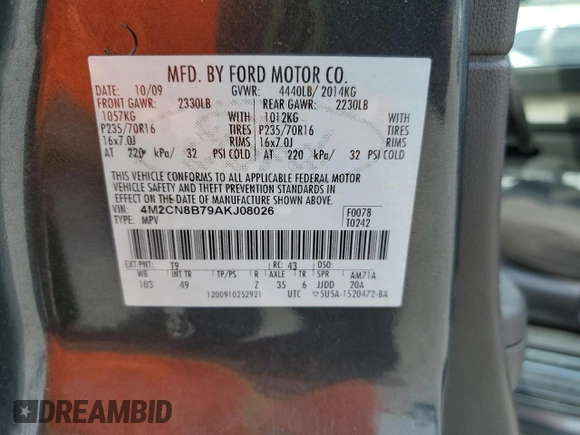 MFD. BY FORD MOTOR CO.
DATE: 10/09 GVWR: 4440LB/ 2014KG
FRONT GAWR: 2330LB REAR GAWR: 2230LB
1057KG 1012KG
P235/70R16 TIRES P235/70R16 TIRES
16x7.0J RIMS 16x7.0J RIMS
AT 220 kPa/ 32 PSI COLD AT 220 kPa/ 32 PSI COLD
THIS VEHICLE CONFORMS TO ALL APPLICABLE FEDERAL MOTOR
VEHICLE SAFETY AND THEFT PREVENTION STANDARDS IN
EFFECT ON THE DATE OF MANUFACTURE SHOWN ABOVE.
VIN: 4M2CN8B79AKJ08026 F0078
TYPE: MPV T0242
EXT PNT: T9 RC: 43
WB INT TR TP/PS R AXLE TR SPR AM71A
103 49 Z 35 6 JJDD 20A
1200910252921 UTC 5U5A-1520472-BA
DREAMBID